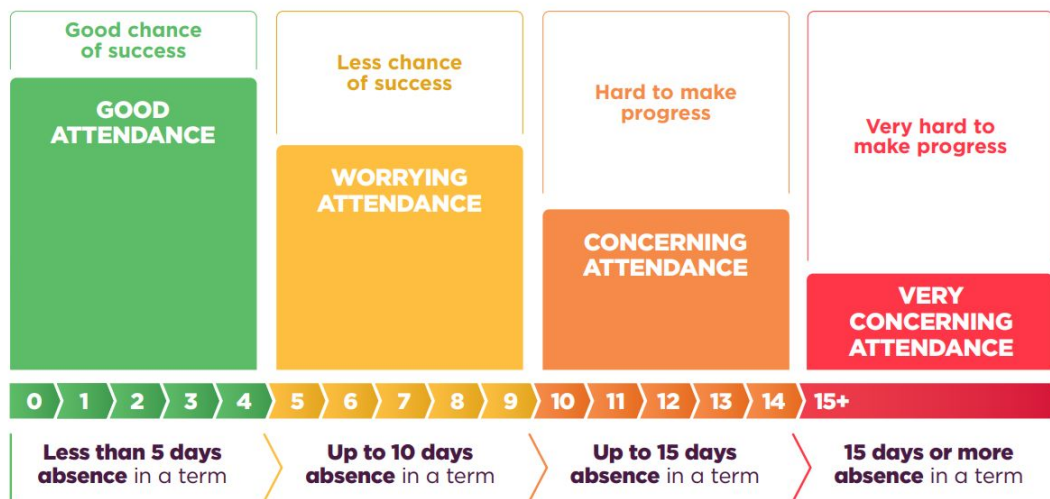 Good chance
of success
GOOD
ATTENDANCE
Less chance
of success
WORRYING
ATTENDANCE
Hard to make
progress
CONCERNING
ATTENDANCE
Very hard to
make progress
VERY
CONCERNING
ATTENDANCE
0 1 2 3 4 5 6 7 8 9 10 11 12 13 14 15+
Less than 5 days
absence in a term
Up to 10 days
absence in a term
Up to 15 days
absence in a term
15 days or more
absence in a term